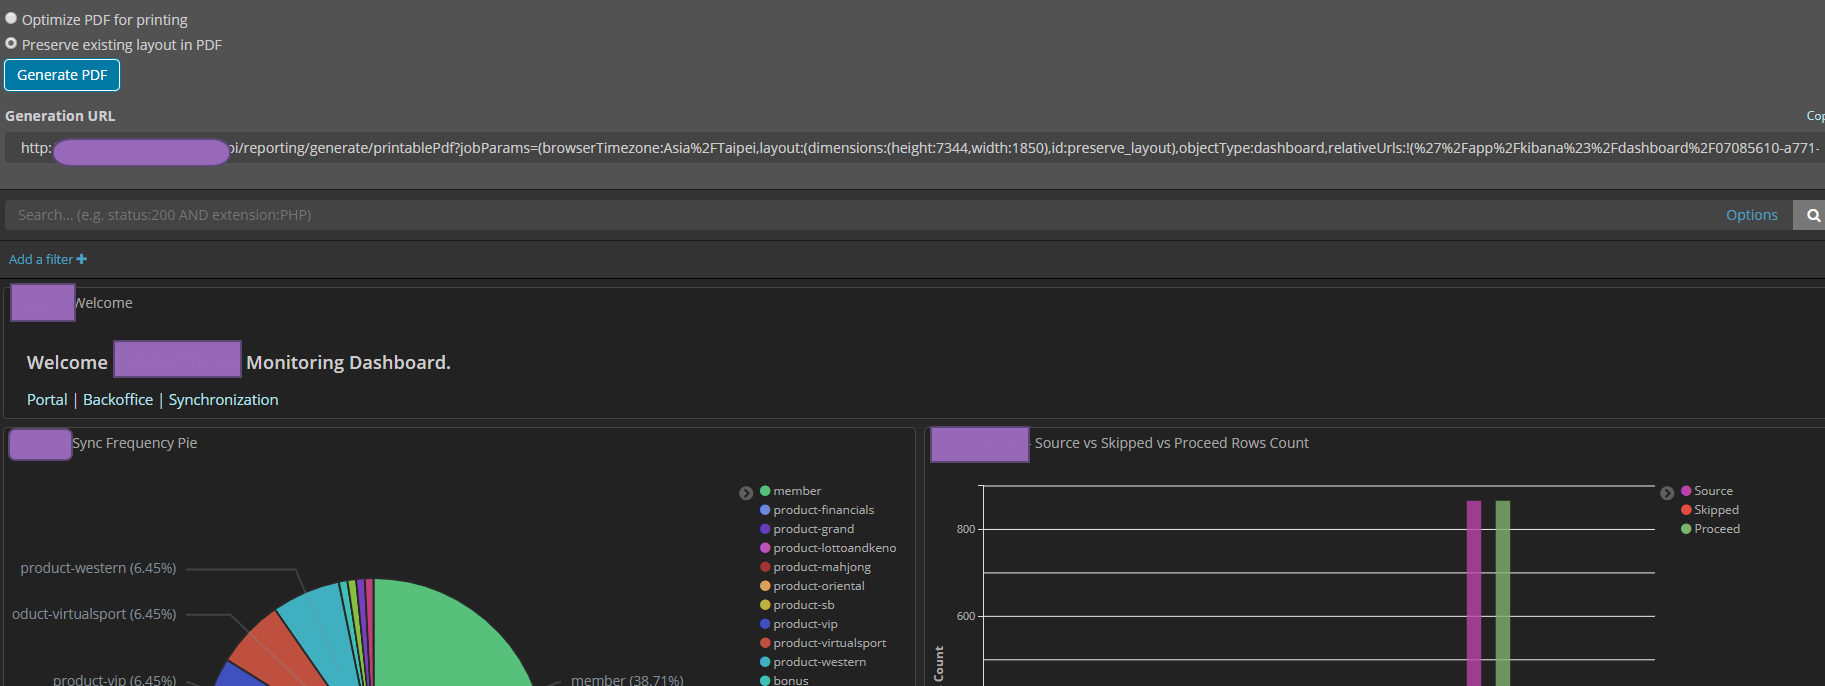 Optimize PDF for printing
Preserve existing layout in PDF
Generate PDF
Generation URL
Cop
http: pi/reporting/generate/printablePdf?jobParams=(browserTimezone:Asia%2FTaipei,layout:(dimensions:(height:7344,width:1850),id:preserve_layout),objectType:dashboard,relativeUrls:!(%27%2Fapp%2Fkibana%23%2Fdashboard%2F07085610-a771-
Search... (e.g. status:200 AND extension:PHP)
Options
Add a filter +
Welcome
Welcome Monitoring Dashboard.
Portal | Backoffice | Synchronization
Sync Frequency Pie
member
product-financials
product-grand
product-lottoandkeno
product-mahjong
product-oriental
product-sb
product-vip
product-virtualsport
product-western
bonus
product-western (6.45%)
oduct-virtualsport (6.45%)
product-vip (6.45%)
member (38.71%)
- Source vs Skipped vs Proceed Rows Count
Source
Skipped
Proceed
800
600
Count